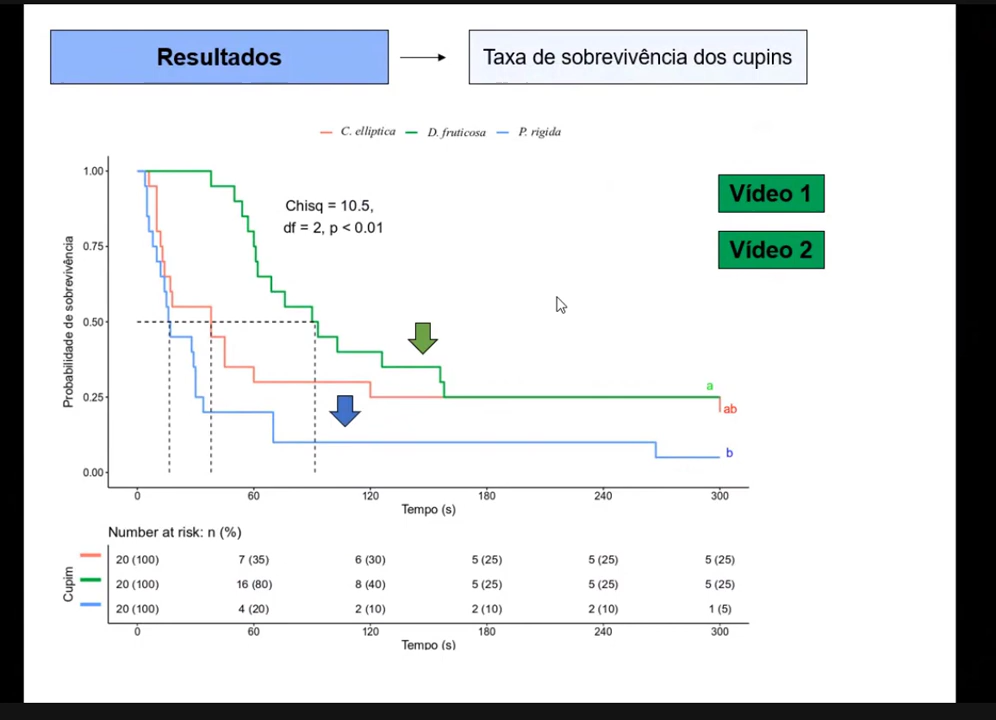 Resultados
Taxa de sobrevivência dos cupins
C. elliptica D. fruticosa P. rigida
Vídeo 1
Vídeo 2
Chisq = 10.5,
df = 2, p < 0.01
Probabilidade de sobrevivência
1.00
0.75
0.50
0.25
0.00
a
ab
b
0 60 120 180 240 300
Tempo (s)
Number at risk: n (%)
Cupim
20 (100) 7 (35) 6 (30) 5 (25) 5 (25) 5 (25)
20 (100) 16 (80) 8 (40) 5 (25) 5 (25) 5 (25)
20 (100) 4 (20) 2 (10) 2 (10) 2 (10) 1 (5)
0 60 120 180 240 300
Tempo (s)